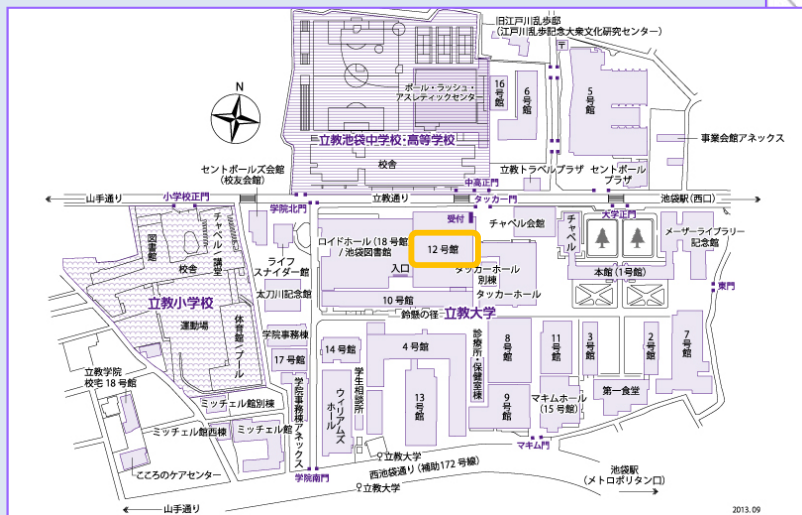 旧江戸川乱歩邸
(江戸川乱歩記念大衆文化研究センター)
N
ポール・ラッシュ・
アスレティックセンター
16号館
6号館
5号館
立教池袋中学校・高等学校
事業会館アネックス
校舎
セントポールズ会館
(校友会館)
立教トラベルプラザ
セントポール
プラザ
山手通り
小学校正門
学院北門
立教通り
中高正門
タッカー門
大学正門
池袋駅(西口)
受付
図書館
チャペル・講堂
校舎
立教小学校
運動場
体育館/プール
ライフ
スナイダー館
太刀川記念館
ロイドホール(18号館)
/池袋図書館
12号館
入口
チャペル会館
タッカーホール
別棟
タッカーホール
チャペル
本館(1号館)
メーザーライブラリー
記念館
東門
10号館
鈴懸の径
立教大学
学院事務棟
17号館
学院事務棟アネックス
14号館
ウィリアムズ
ホール
学生相談所
4号館
13号館
診療所・保健室棟
8号館
9号館
11号館
マキムホール
(15号館)
3号館
第一食堂
2号館
7号館
立教学院
校宅18号館
ミッチェル館別棟
ミッチェル館西棟
ミッチェル館
こころのケアセンター
マキム門
立教大学
西池袋通り(補助172号線)
学院南門
立教大学
池袋駅
(メトロポリタン口)
山手通り
2013.09